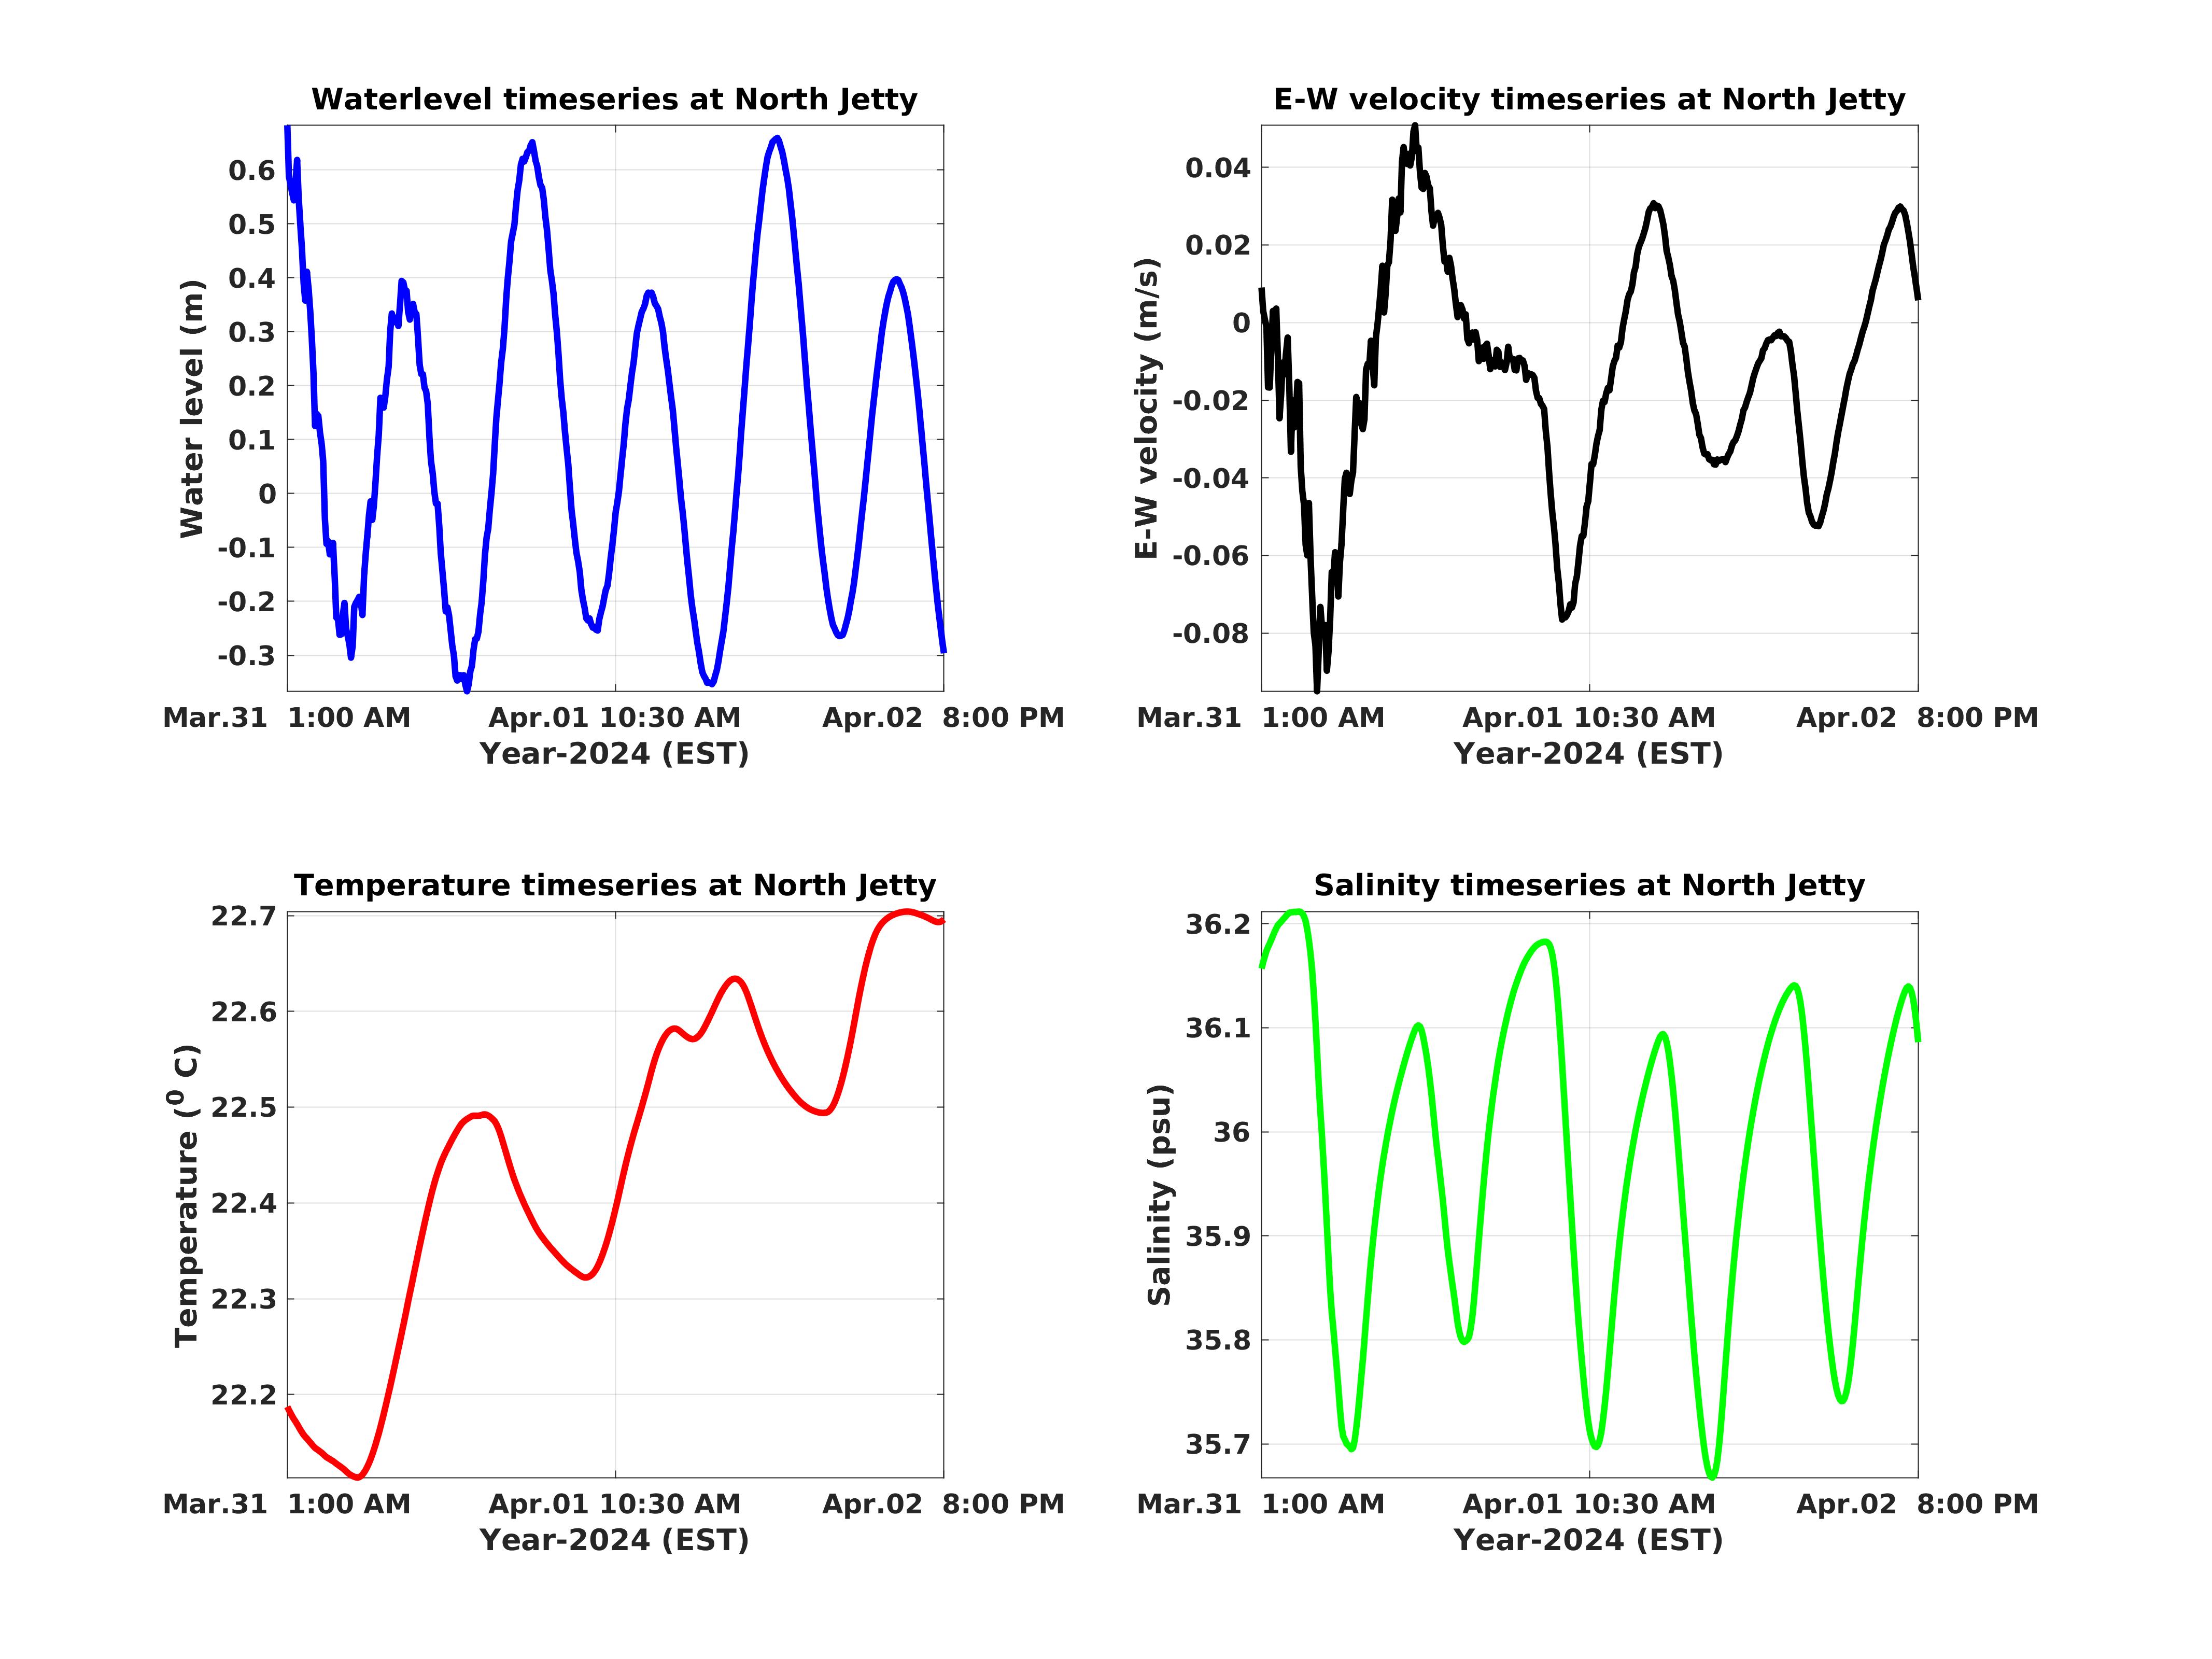 Waterlevel timeseries at North Jetty
Water level (m)
0.6
0.5
0.4
0.3
0.2
0.1
0
-0.1
-0.2
-0.3
Mar.31 1:00 AM Apr.01 10:30 AM Apr.02 8:00 PM
Year-2024 (EST)
E-W velocity timeseries at North Jetty
E-W velocity (m/s)
0.04
0.02
0
-0.02
-0.04
-0.06
-0.08
Mar.31 1:00 AM Apr.01 10:30 AM Apr.02 8:00 PM
Year-2024 (EST)
Temperature timeseries at North Jetty
Temperature (⁰ C)
22.7
22.6
22.5
22.4
22.3
22.2
Mar.31 1:00 AM Apr.01 10:30 AM Apr.02 8:00 PM
Year-2024 (EST)
Salinity timeseries at North Jetty
Salinity (psu)
36.2
36.1
36
35.9
35.8
35.7
Mar.31 1:00 AM Apr.01 10:30 AM Apr.02 8:00 PM
Year-2024 (EST)